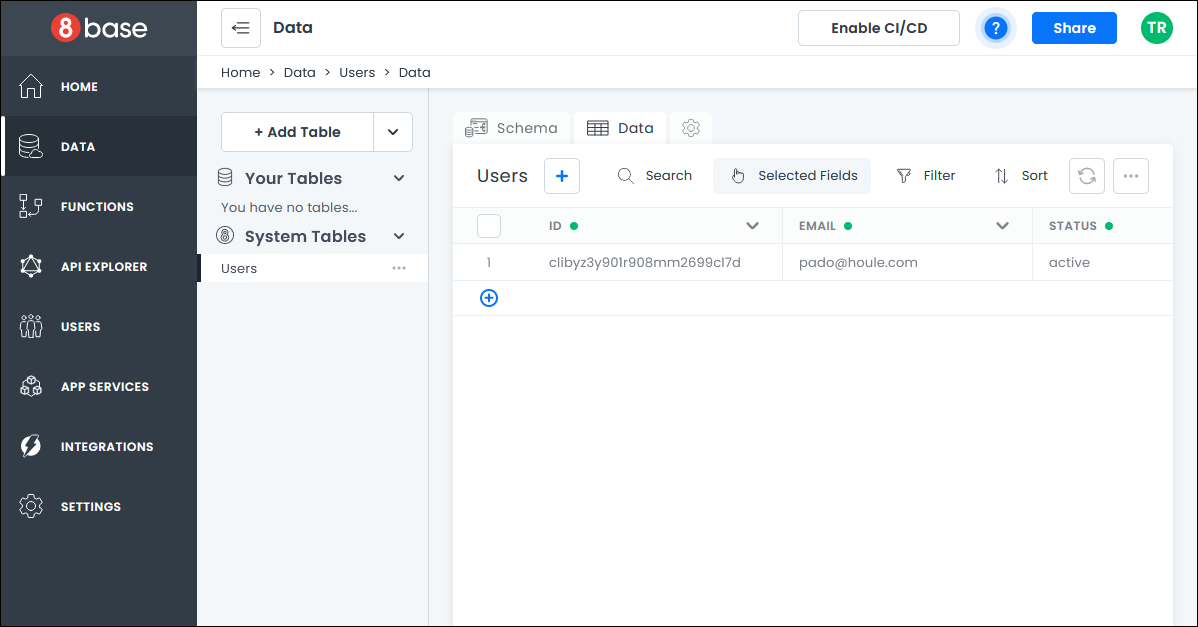 8base
Data
Enable CI/CD
?
Share
TR
Home > Data > Users > Data
HOME
DATA
FUNCTIONS
API EXPLORER
USERS
APP SERVICES
INTEGRATIONS
SETTINGS
+ Add Table
Your Tables
You have no tables...
8 System Tables
Users
Schema
Data
Users
+
Search
Selected Fields
Filter
Sort
ID EMAIL STATUS
1 clibyz3y901r908mm2699cl7d pado@houle.com active